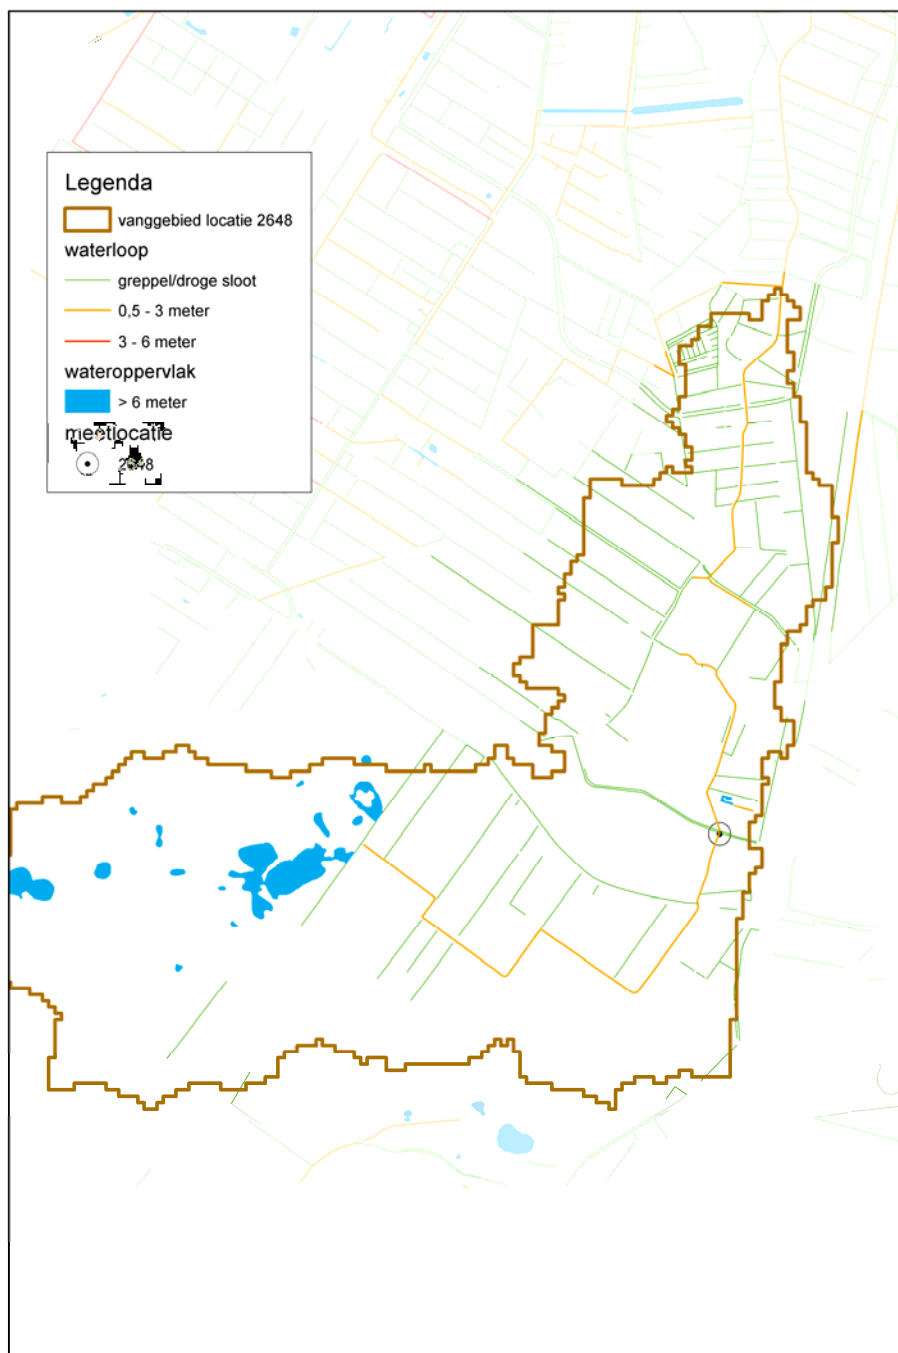 Legenda
vanggebied locatie 2648
waterloop
greppel/droge sloot
0,5 - 3 meter
3 - 6 meter
wateroppervlak
> 6 meter
meetlocatie
2648